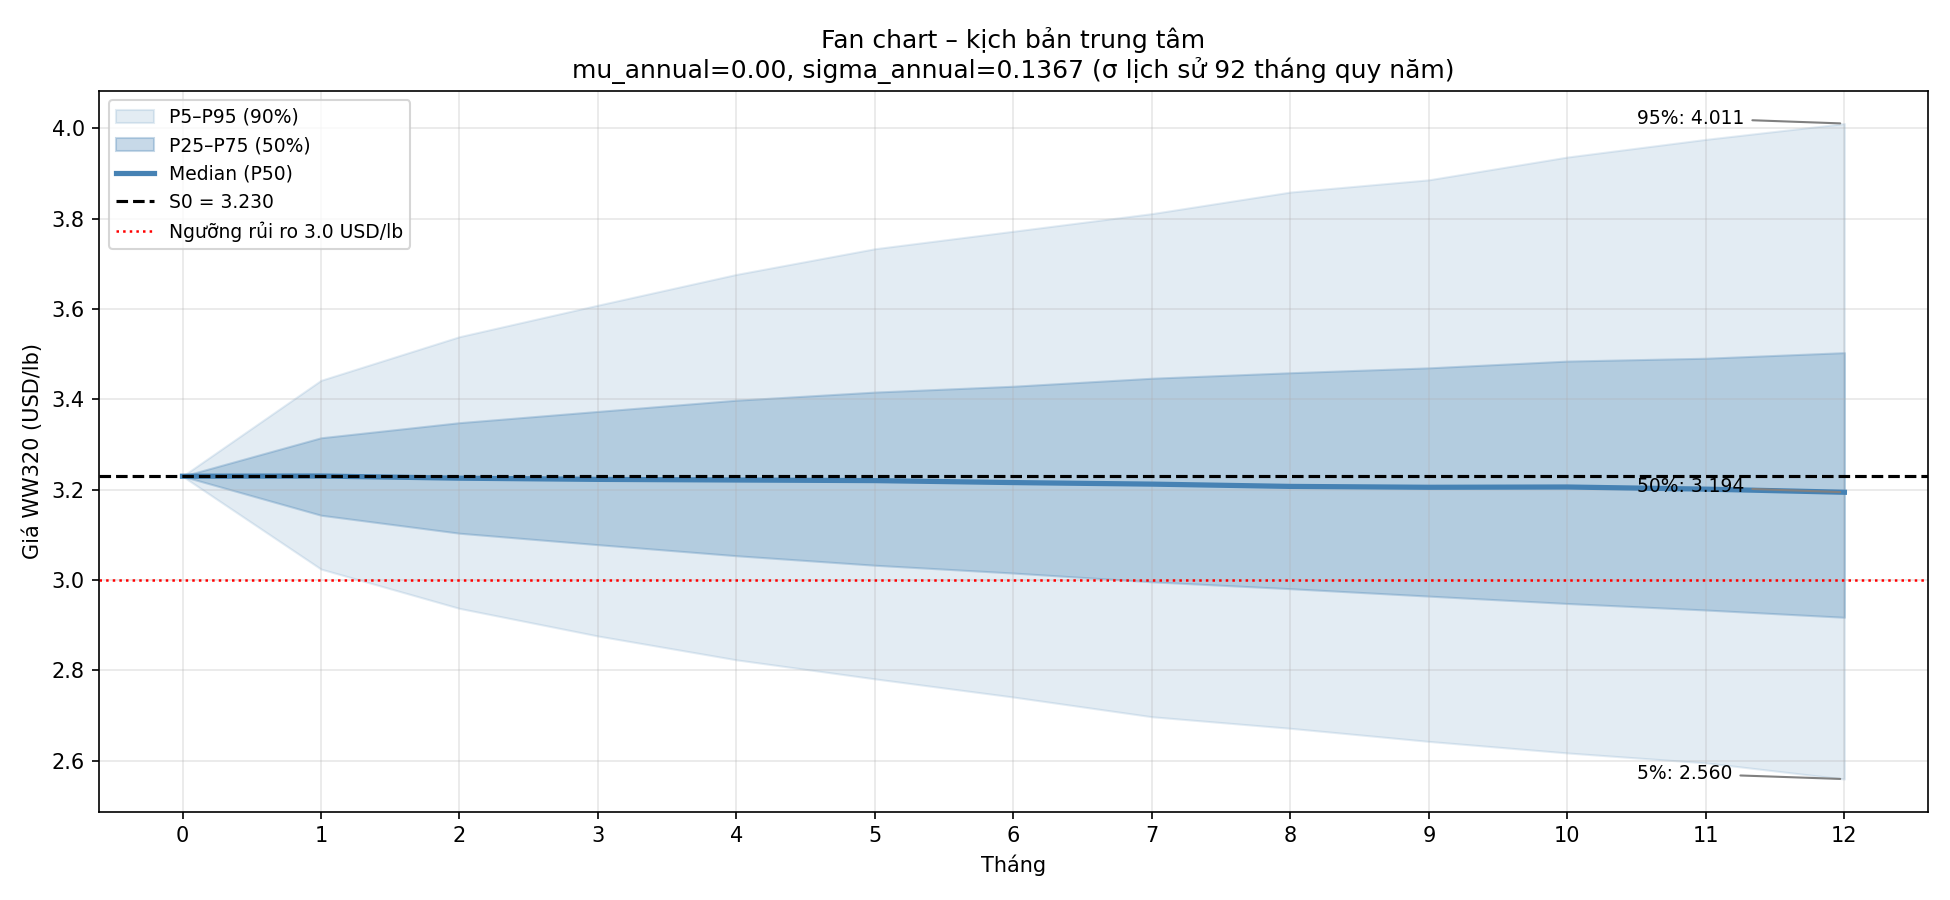 Fan chart – kịch bản trung tâm
mu_annual=0.00, sigma_annual=0.1367 (σ lịch sử 92 tháng quy năm)
P5–P95 (90%)
P25–P75 (50%)
Median (P50)
S0 = 3.230
Ngưỡng rủi ro 3.0 USD/lb
95%: 4.011
50%: 3.194
5%: 2.560
Giá WW320 (USD/lb)
4.0
3.8
3.6
3.4
3.2
3.0
2.8
2.6
0 1 2 3 4 5 6 7 8 9 10 11 12
Tháng